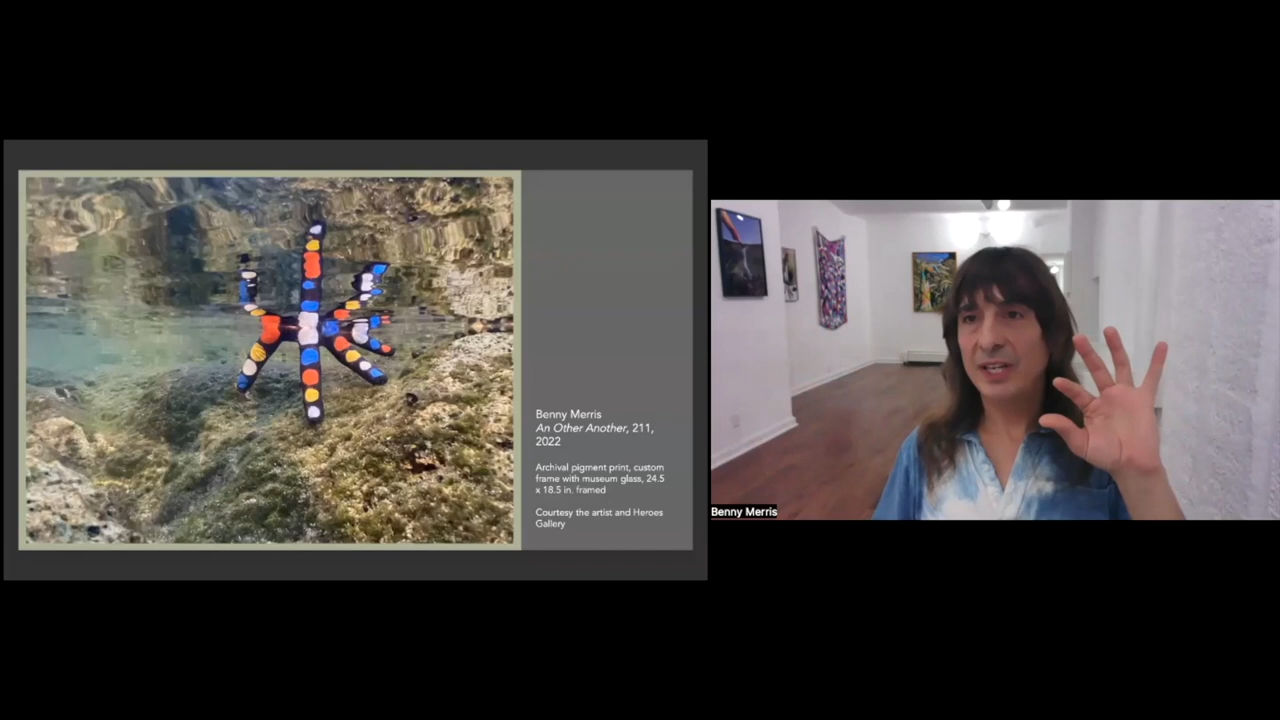 Benny Merris
An Other Another, 211,
2022
Archival pigment print, custom
frame with museum glass, 24.5
x 18.5 in. framed
Courtesy the artist and Heroes
Gallery
Benny Merris